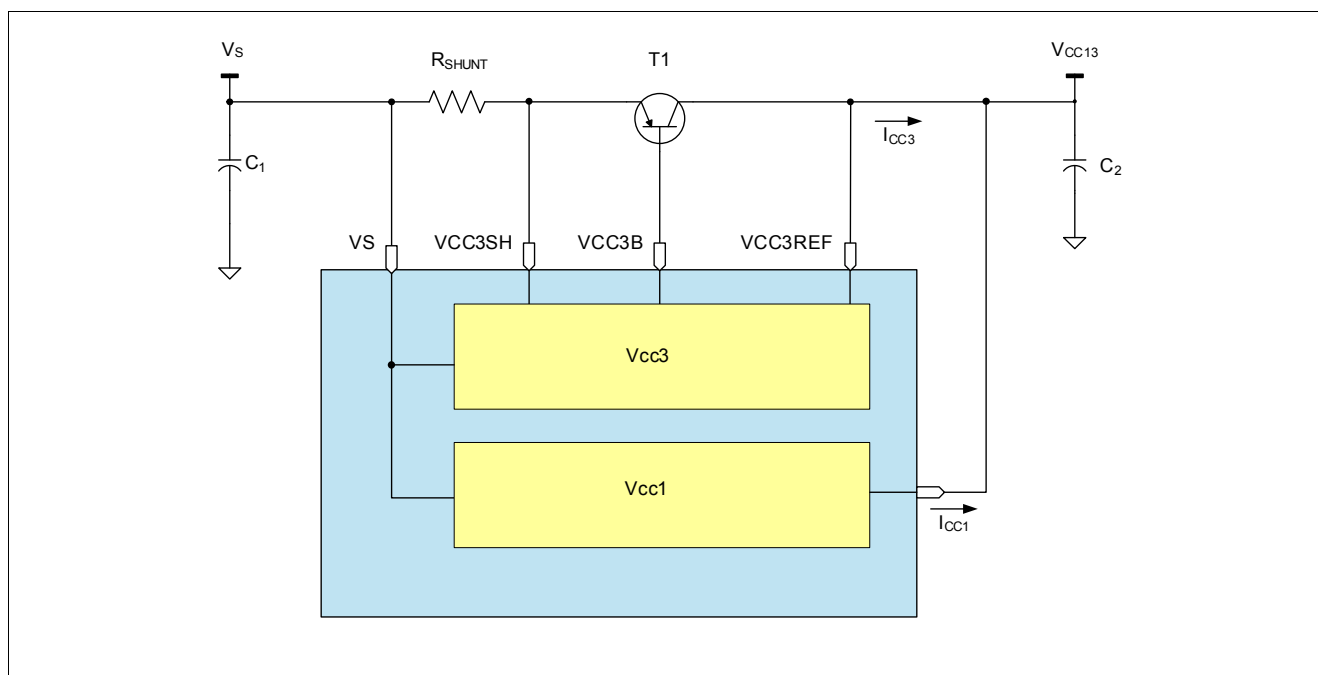 VS
RSHUNT
T1
VCC13
ICC3
C1
C2
VS
VCC3SH
VCC3B
VCC3REF
Vcc3
Vcc1
ICC1